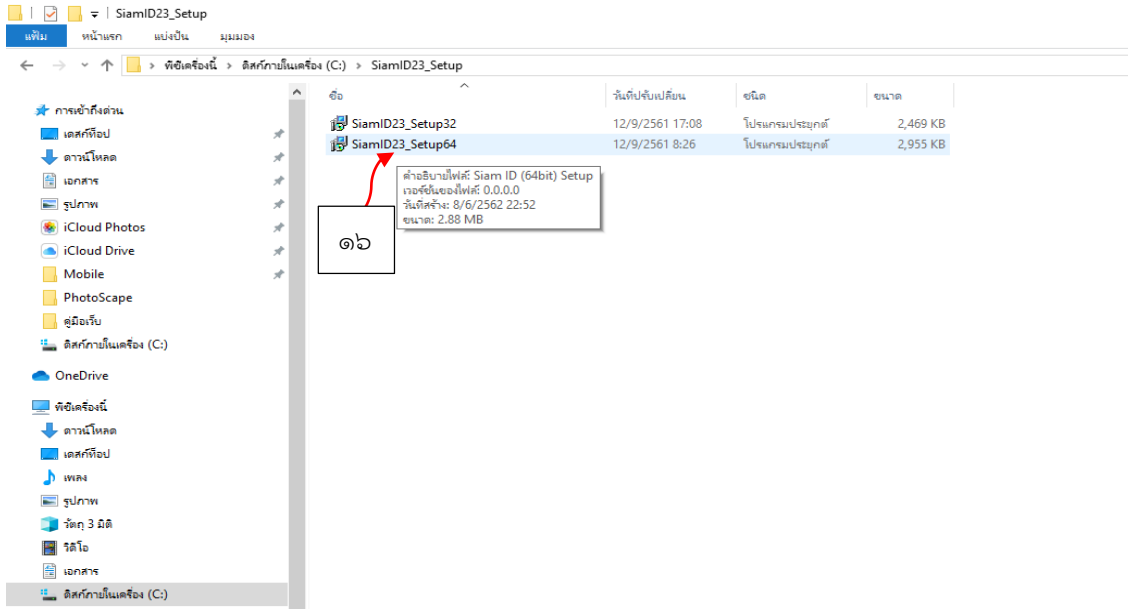 SiamID23_Setup
แฟ้ม หน้าแรก แบ่งปัน มุมมอง
พีซีเครื่องนี้ › ดิสก์ภายในเครื่อง (C:) › SiamID23_Setup
การเข้าถึงด่วน
เดสก์ท็อป
ดาวน์โหลด
เอกสาร
รูปภาพ
iCloud Photos
iCloud Drive
Mobile
PhotoScape
คู่มือเว็บ
ดิสก์ภายในเครื่อง (C:)
OneDrive
พีซีเครื่องนี้
ดาวน์โหลด
เดสก์ท็อป
เพลง
รูปภาพ
วัตถุ 3 มิติ
วิดีโอ
เอกสาร
ดิสก์ภายในเครื่อง (C:)
ชื่อ วันที่ปรับเปลี่ยน ชนิด ขนาด
SiamID23_Setup32 12/9/2561 17:08 โปรแกรมประยุกต์ 2,469 KB
SiamID23_Setup64 12/9/2561 8:26 โปรแกรมประยุกต์ 2,955 KB
คำอธิบายไฟล์: Siam ID (64bit) Setup
เวอร์ชันของไฟล์: 0.0.0.0
วันที่สร้าง: 8/6/2562 22:52
ขนาด: 2.88 MB
๑๖